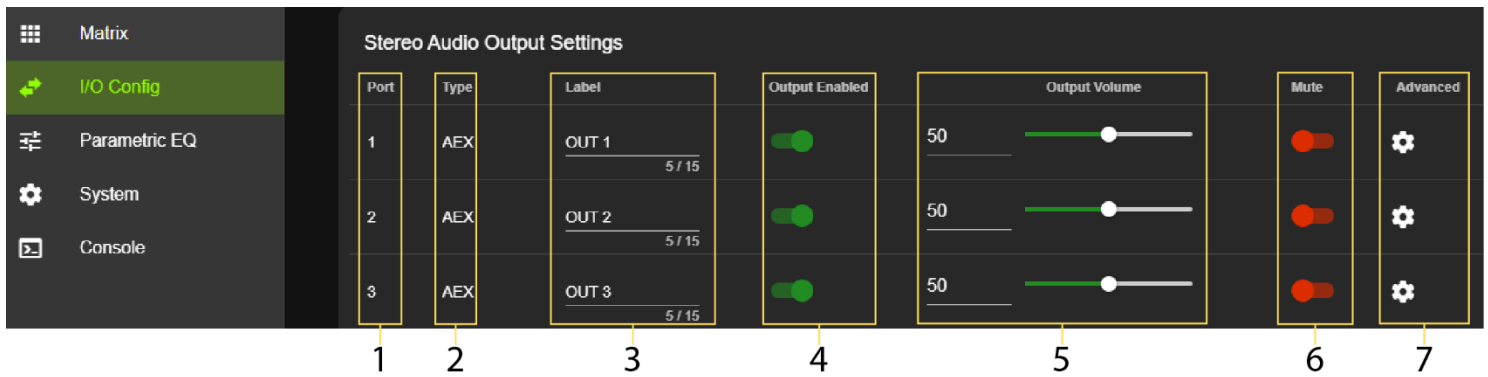 Matrix
I/O Config
Parametric EQ
System
Console
Stereo Audio Output Settings
Port Type Label Output Enabled Output Volume Mute Advanced
1 AEX OUT 1 50
5 / 15
2 AEX OUT 2 50
5 / 15
3 AEX OUT 3 50
5 / 15
1 2 3 4 5 6 7